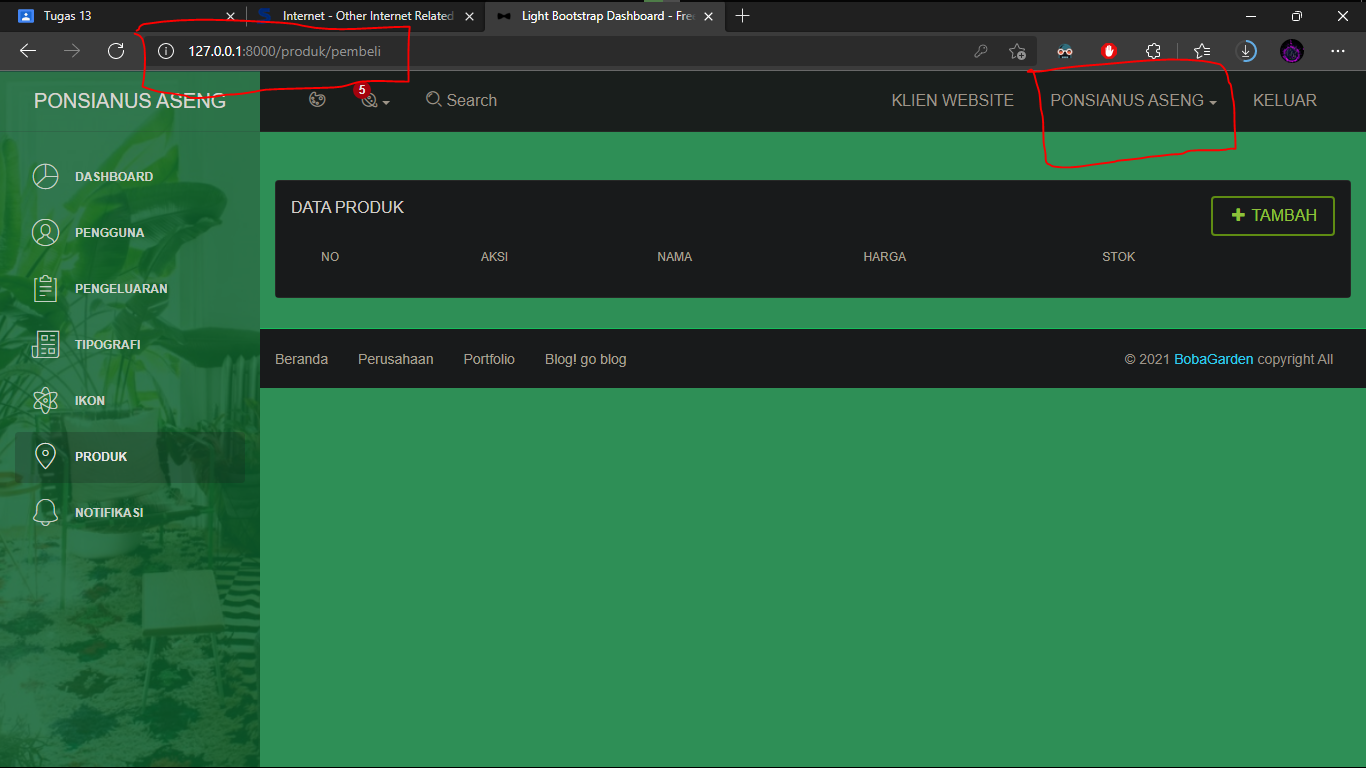 Tugas 13
Internet - Other Internet Related
Light Bootstrap Dashboard - Free
127.0.0.1:8000/produk/pembeli
PONSIANUS ASENG
5
Search
KLIEN WEBSITE
PONSIANUS ASENG
KELUAR
DASHBOARD
PENGGUNA
PENGELUARAN
TIPOGRAFI
IKON
PRODUK
NOTIFIKASI
DATA PRODUK
TAMBAH
NO AKSI NAMA HARGA STOK
Beranda Perusahaan Portfolio Blog! go blog
© 2021 BobaGarden copyright All